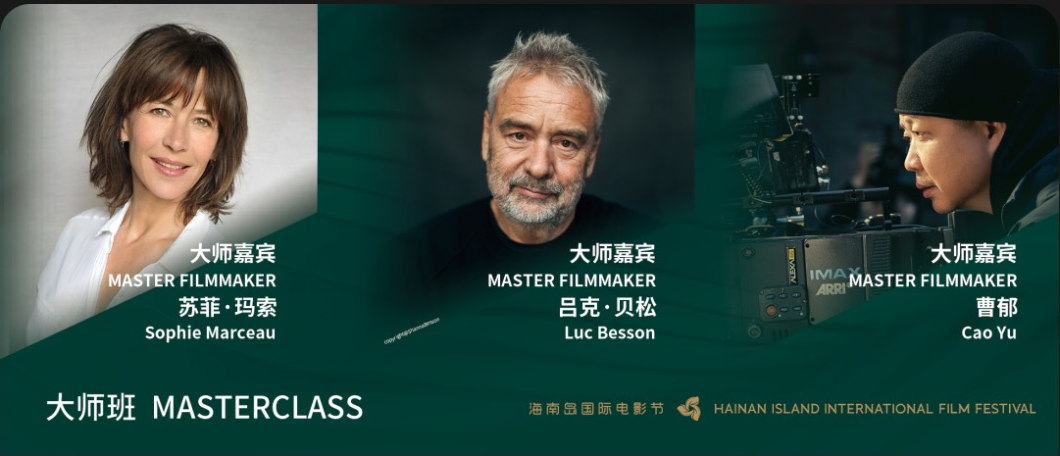 大师嘉宾
MASTER FILMMAKER
苏菲·玛索
Sophie Marceau
大师嘉宾
MASTER FILMMAKER
吕克·贝松
Luc Besson
大师嘉宾
MASTER FILMMAKER
曹郁
Cao Yu
ALEXA
IMAX
ARRI
大师班 MASTERCLASS
海南岛国际电影节 HAINAN ISLAND INTERNATIONAL FILM FESTIVAL